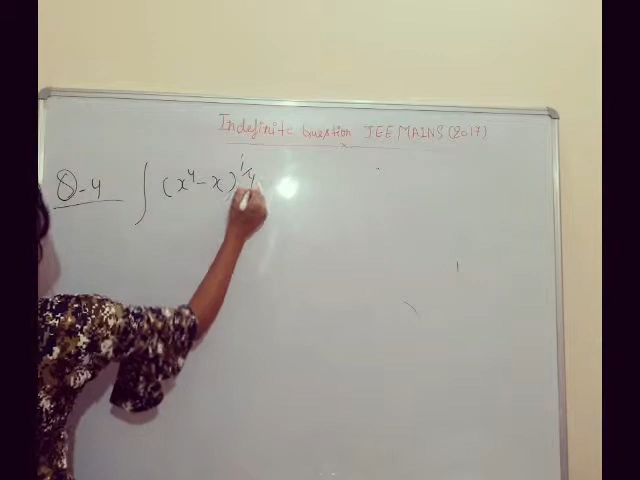 Indefinite Question JEE MAINS (2017)
Q-4 ∫ (x⁴-x)^1/4